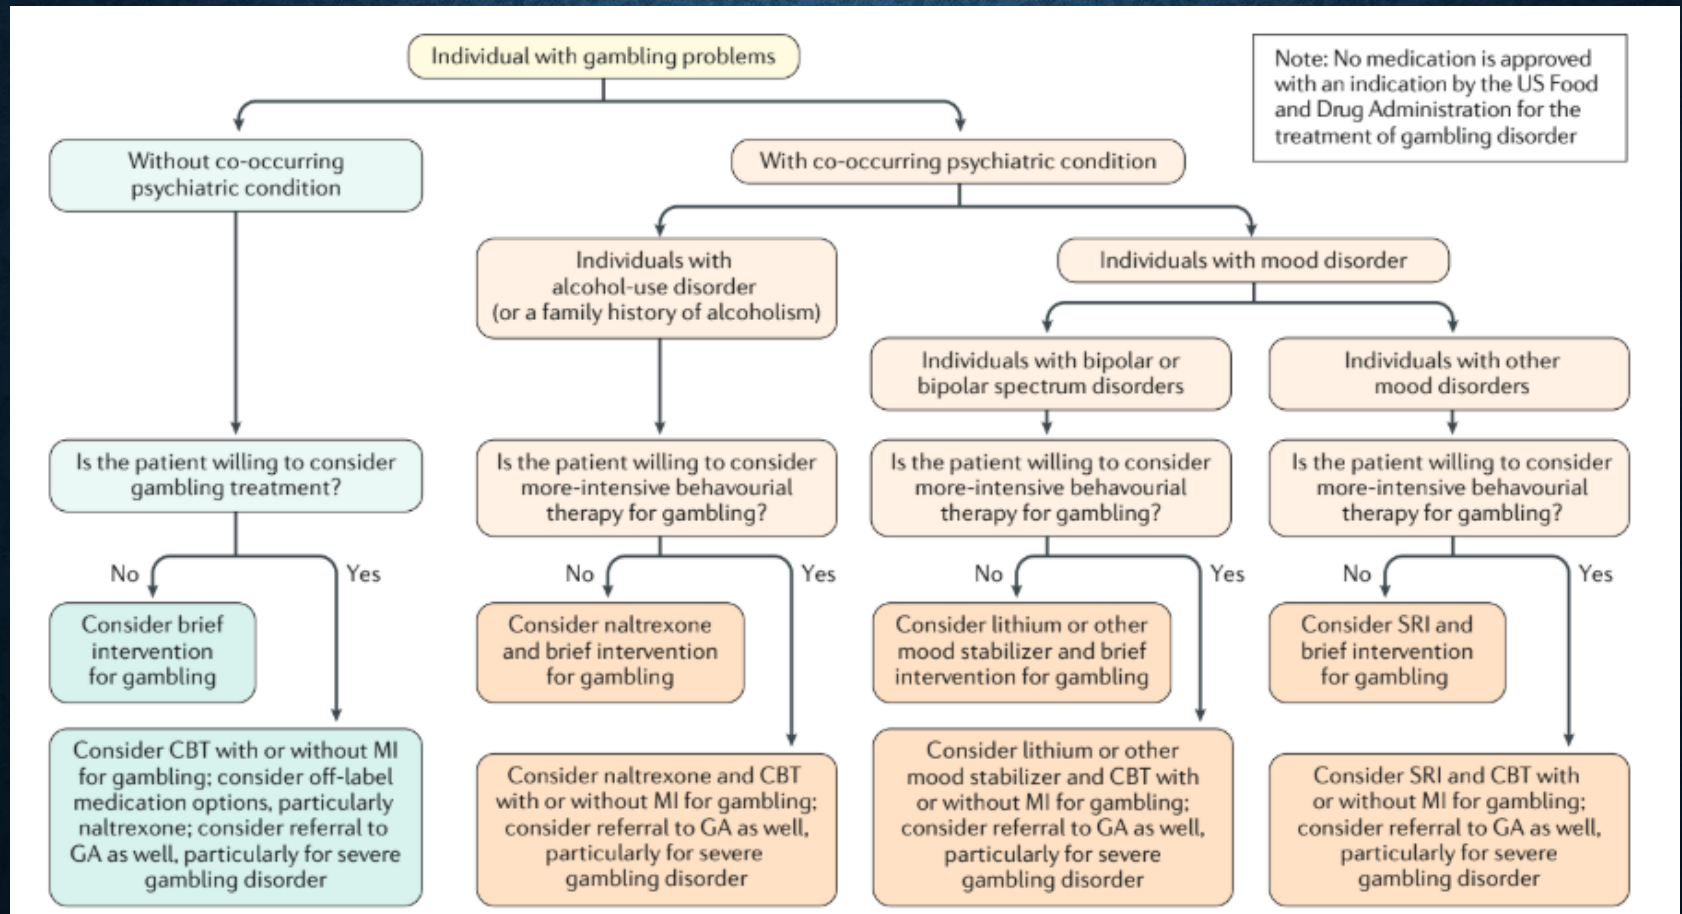 Individual with gambling problems
Note: No medication is approved
with an indication by the US Food
and Drug Administration for the
treatment of gambling disorder
Without co-occurring
psychiatric condition
With co-occurring psychiatric condition
Individuals with
alcohol-use disorder
(or a family history of alcoholism)
Individuals with mood disorder
Individuals with bipolar or
bipolar spectrum disorders
Individuals with other
mood disorders
Is the patient willing to consider
gambling treatment?
Is the patient willing to consider
more-intensive behavourial
therapy for gambling?
Is the patient willing to consider
more-intensive behavourial
therapy for gambling?
Is the patient willing to consider
more-intensive behavourial
therapy for gambling?
No
Yes
No
Yes
No
Yes
No
Yes
Consider brief
intervention
for gambling
Consider naltrexone
and brief intervention
for gambling
Consider lithium or other
mood stabilizer and brief
intervention for gambling
Consider SRI and
brief intervention
for gambling
Consider CBT with or without MI
for gambling; consider off-label
medication options, particularly
naltrexone; consider referral to
GA as well, particularly for severe
gambling disorder
Consider naltrexone and CBT
with or without MI for gambling;
consider referral to GA as well,
particularly for severe
gambling disorder
Consider lithium or other
mood stabilizer and CBT with
or without MI for gambling;
consider referral to GA as well,
particularly for severe
gambling disorder
Consider SRI and CBT with
or without MI for gambling;
consider referral to GA as well,
particularly for severe
gambling disorder